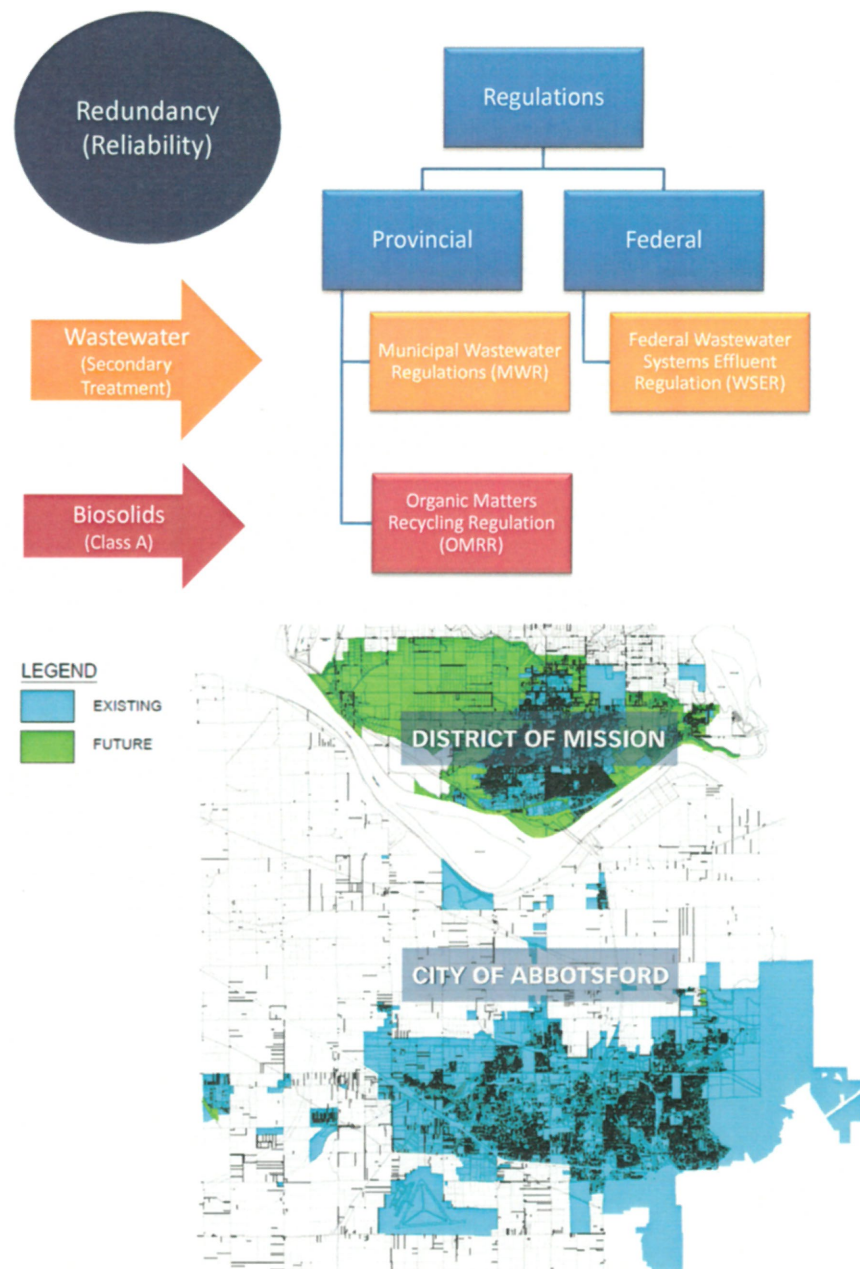 Redundancy
(Reliability)
Regulations
Provincial
Federal
Wastewater
(Secondary
Treatment)
Municipal Wastewater
Regulations (MWR)
Federal Wastewater
Systems Effluent
Regulation (WSER)
Biosolids
(Class A)
Organic Matters
Recycling Regulation
(OMRR)
LEGEND
EXISTING
FUTURE
DISTRICT OF MISSION
CITY OF ABBOTSFORD